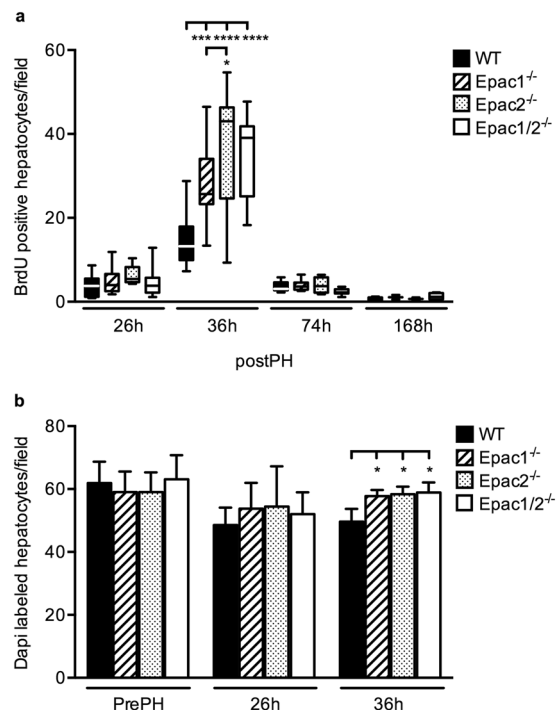 a
*** **** ****
*
60
40
20
0
BrdU positive hepatocytes/field
WT
Epac1-/-
Epac2-/-
Epac1/2-/-
26h 36h 74h 168h
postPH
b
80
60
40
20
0
Dapi labeled hepatocytes/field
WT
Epac1-/-
Epac2-/-
Epac1/2-/-
* * *
PrePH 26h 36h